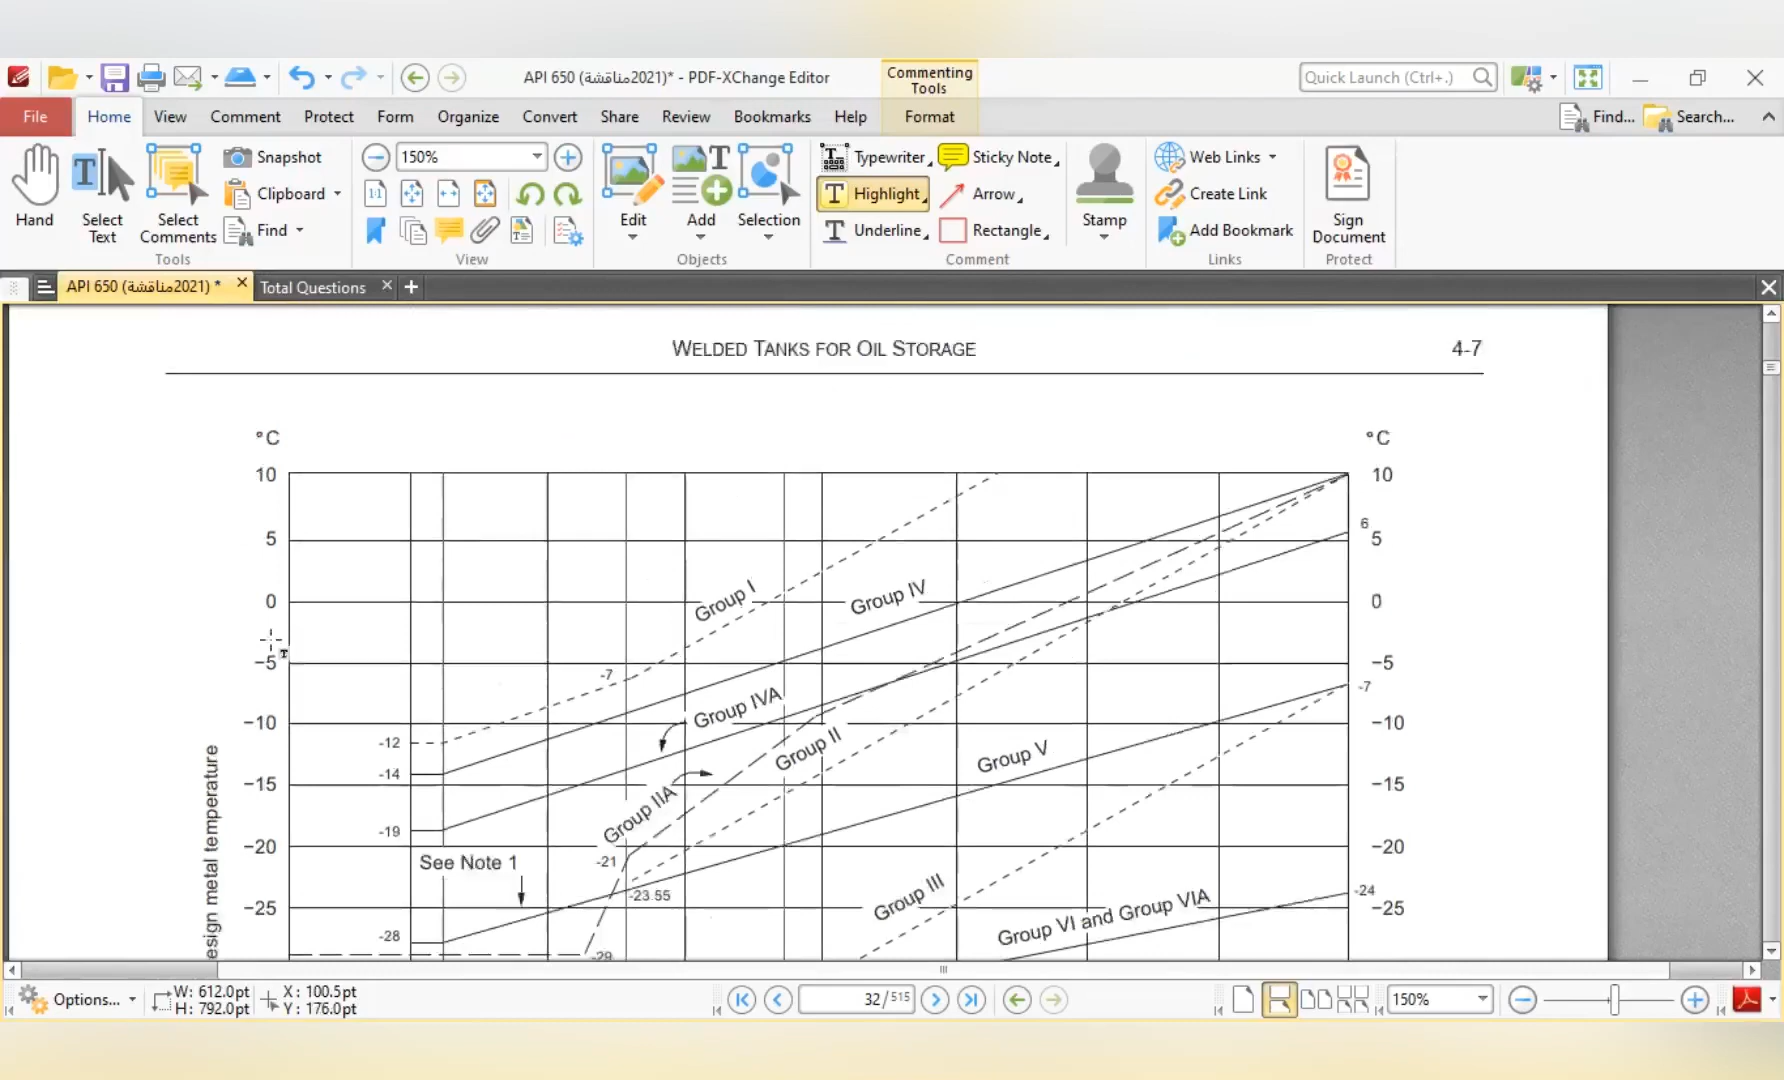 API 650 (2021مناقشة)* - PDF-XChange Editor
Commenting
Tools
Quick Launch (Ctrl+.)
File Home View Comment Protect Form Organize Convert Share Review Bookmarks Help Format Find... Search...
Hand
Select
Text
Select
Comments
Snapshot
Clipboard
Find
Tools
150%
View
Edit
Add
Selection
Objects
Typewriter
Sticky Note
Highlight
Arrow
Underline
Rectangle
Stamp
Comment
Web Links
Create Link
Add Bookmark
Links
Sign
Document
Protect
API 650 (2021مناقشة) *
Total Questions
WELDED TANKS FOR OIL STORAGE 4-7
°C °C
10 10
6
5 5
Group I
Group IV
0 0
−5 −5
-7 -7
Group IVA
−10 −10
-12
Group II
Group V
-14
−15 −15
Group IIA
-19
−20 −20
See Note 1
-21
-23.55
Group III
-24
Group VI and Group VIA
−25 −25
-28
-29
esign metal temperature
Options...
W: 612.0pt
H: 792.0pt
X: 100.5pt
Y: 176.0pt
32/515
150%